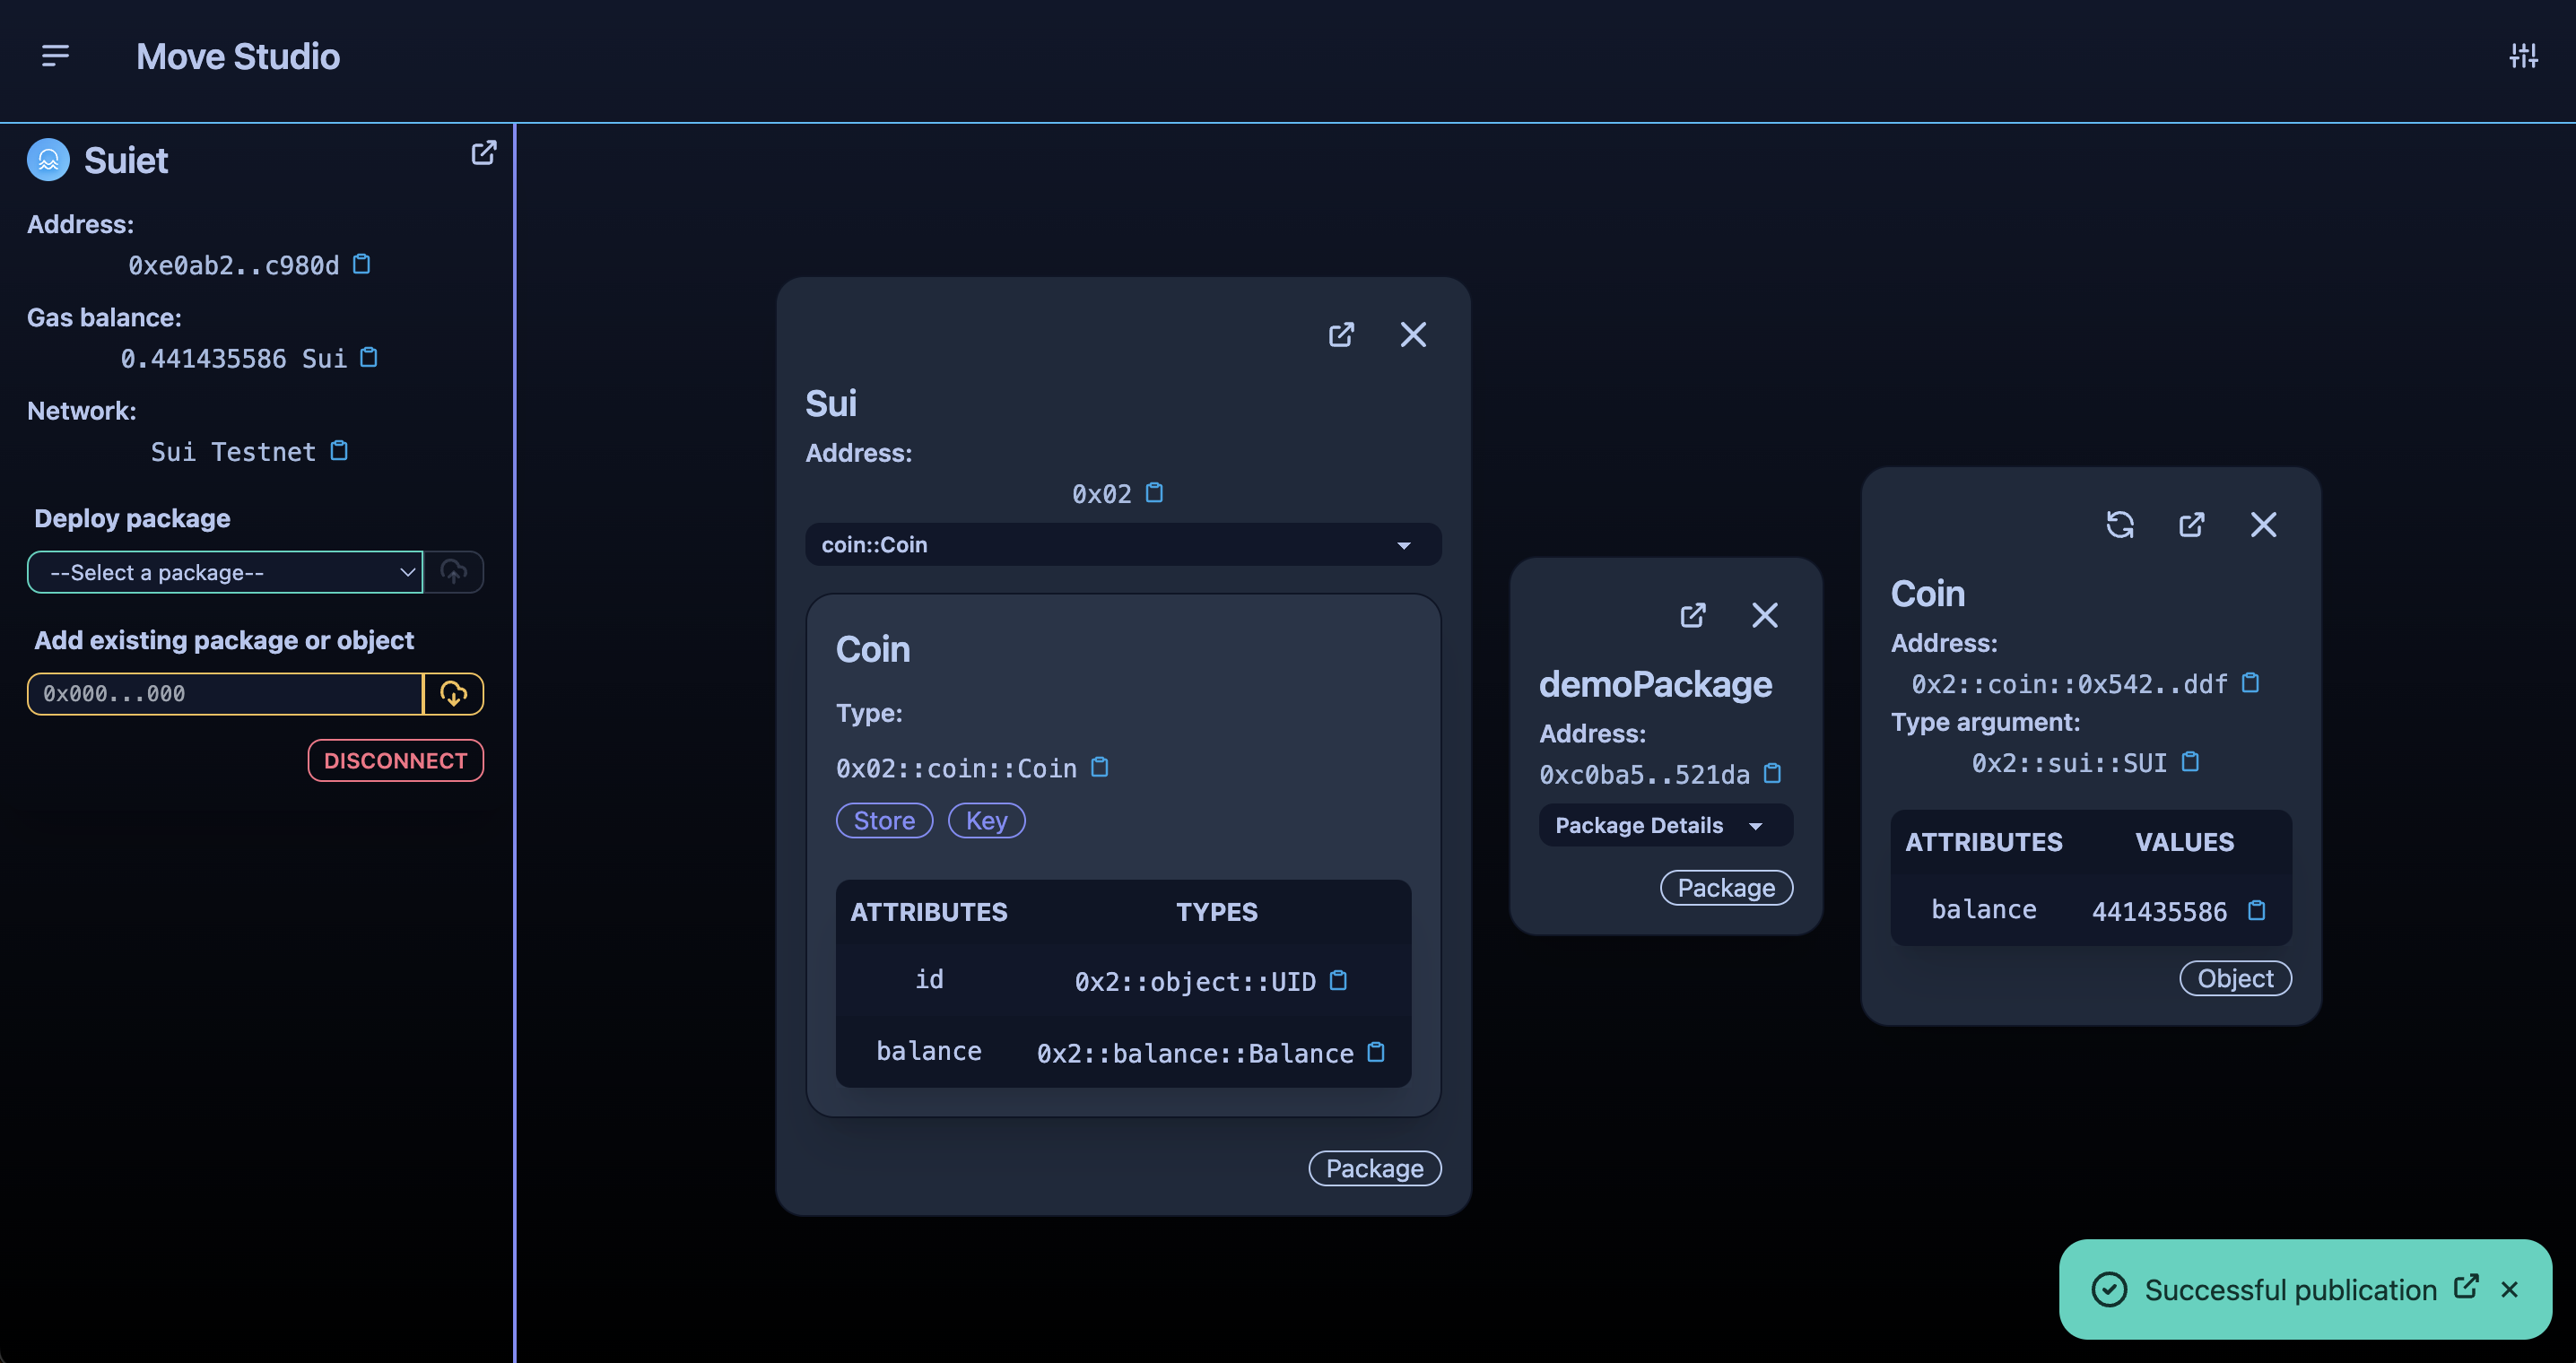 Move Studio
Suiet
Address:
0xe0ab2..c980d
Gas balance:
0.441435586 Sui
Network:
Sui Testnet
Deploy package
--Select a package--
Add existing package or object
0x000...000
DISCONNECT
Sui
Address:
0x02
coin::Coin
Coin
Type:
0x02::coin::Coin
Store Key
ATTRIBUTES TYPES
id 0x2::object::UID
balance 0x2::balance::Balance
Package
demoPackage
Address:
0xc0ba5..521da
Package Details
Package
Coin
Address:
0x2::coin::0x542..ddf
Type argument:
0x2::sui::SUI
ATTRIBUTES VALUES
balance 441435586
Object
Successful publication